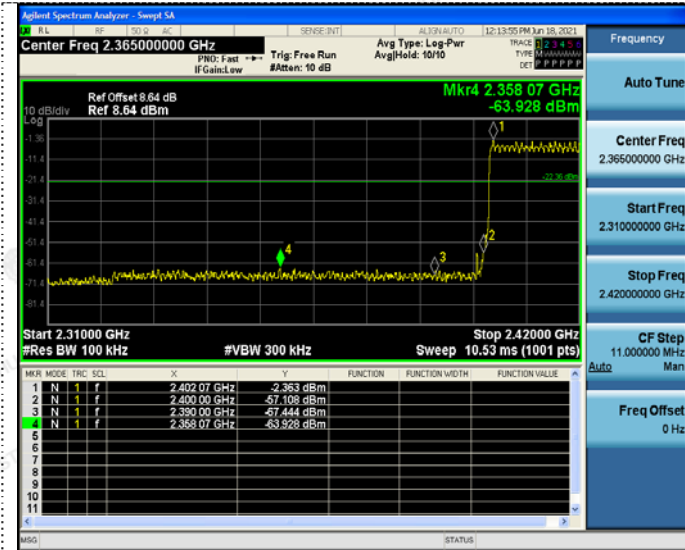 Agilent Spectrum Analyzer - Swept SA
RL RF 50 Ω AC SENSE:INT ALIGN AUTO 12:13:55 PM Jun 18, 2021
Center Freq 2.365000000 GHz
PNO: Fast
IFGain:Low
Trig: Free Run
#Atten: 10 dB
Avg Type: Log-Pwr
Avg|Hold: 10/10
TRACE 1 2 3 4 5 6
TYPE
DET P P P P P P
Ref Offset 8.64 dB
10 dB/div Ref 8.64 dBm
Log
Mkr4 2.358 07 GHz
-63.928 dBm
-1.36
-11.4
-21.4
-31.4
-41.4
-51.4
-61.4
-71.4
-81.4
-22.36 dBm
1
2
3
4
Start 2.31000 GHz Stop 2.42000 GHz
#Res BW 100 kHz #VBW 300 kHz Sweep 10.53 ms (1001 pts)
MKR MODE TRC SCL X Y FUNCTION FUNCTION WIDTH FUNCTION VALUE
1 N 1 f 2.402 07 GHz -2.363 dBm
2 N 1 f 2.400 00 GHz -57.108 dBm
3 N 1 f 2.390 00 GHz -67.444 dBm
4 N 1 f 2.358 07 GHz -63.928 dBm
5
6
7
8
9
10
11
MSG STATUS
Frequency
Auto Tune
Center Freq
2.365000000 GHz
Start Freq
2.310000000 GHz
Stop Freq
2.420000000 GHz
CF Step
11.000000 MHz
Auto Man
Freq Offset
0 Hz